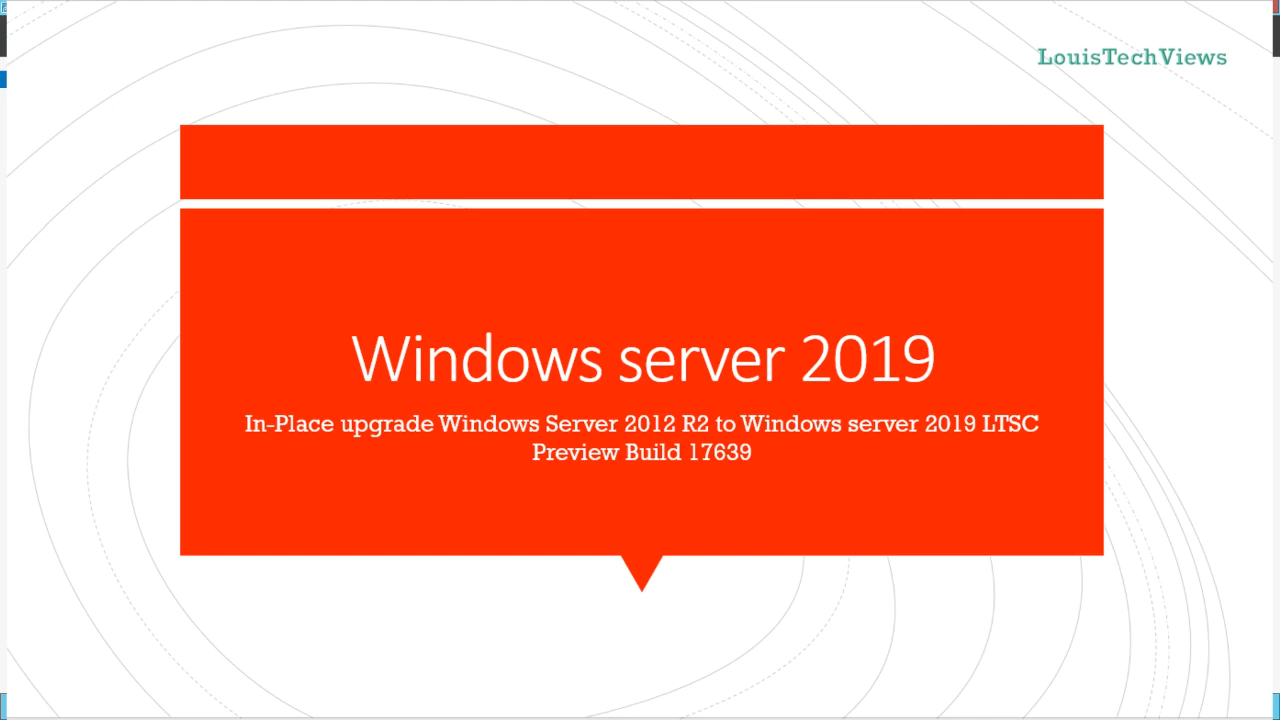 LouisTechViews
Windows server 2019
In-Place upgrade Windows Server 2012 R2 to Windows server 2019 LTSC
Preview Build 17639